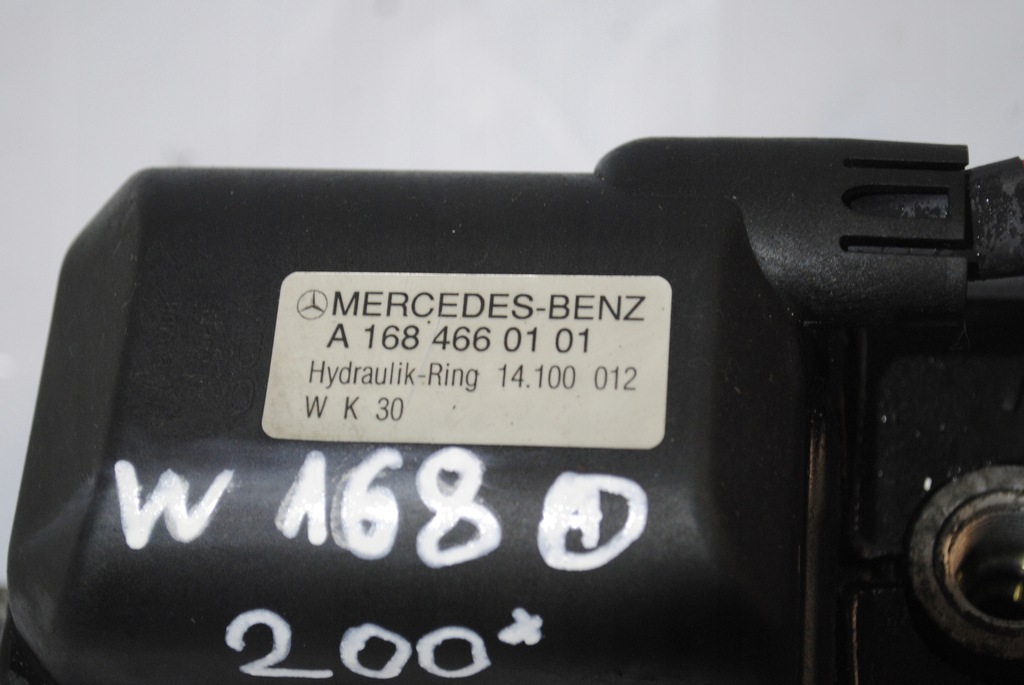 MERCEDES-BENZ
A 168 466 01 01
Hydraulik-Ring 14.100 012
W K 30
W 168
200*